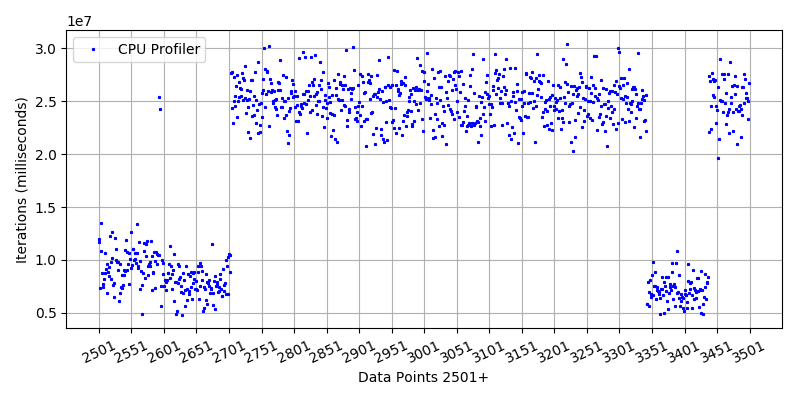 1e7
CPU Profiler
3.0
2.5
2.0
1.5
1.0
0.5
Iterations (milliseconds)
2501 2551 2601 2651 2701 2751 2801 2851 2901 2951 3001 3051 3101 3151 3201 3251 3301 3351 3401 3451 3501
Data Points 2501+